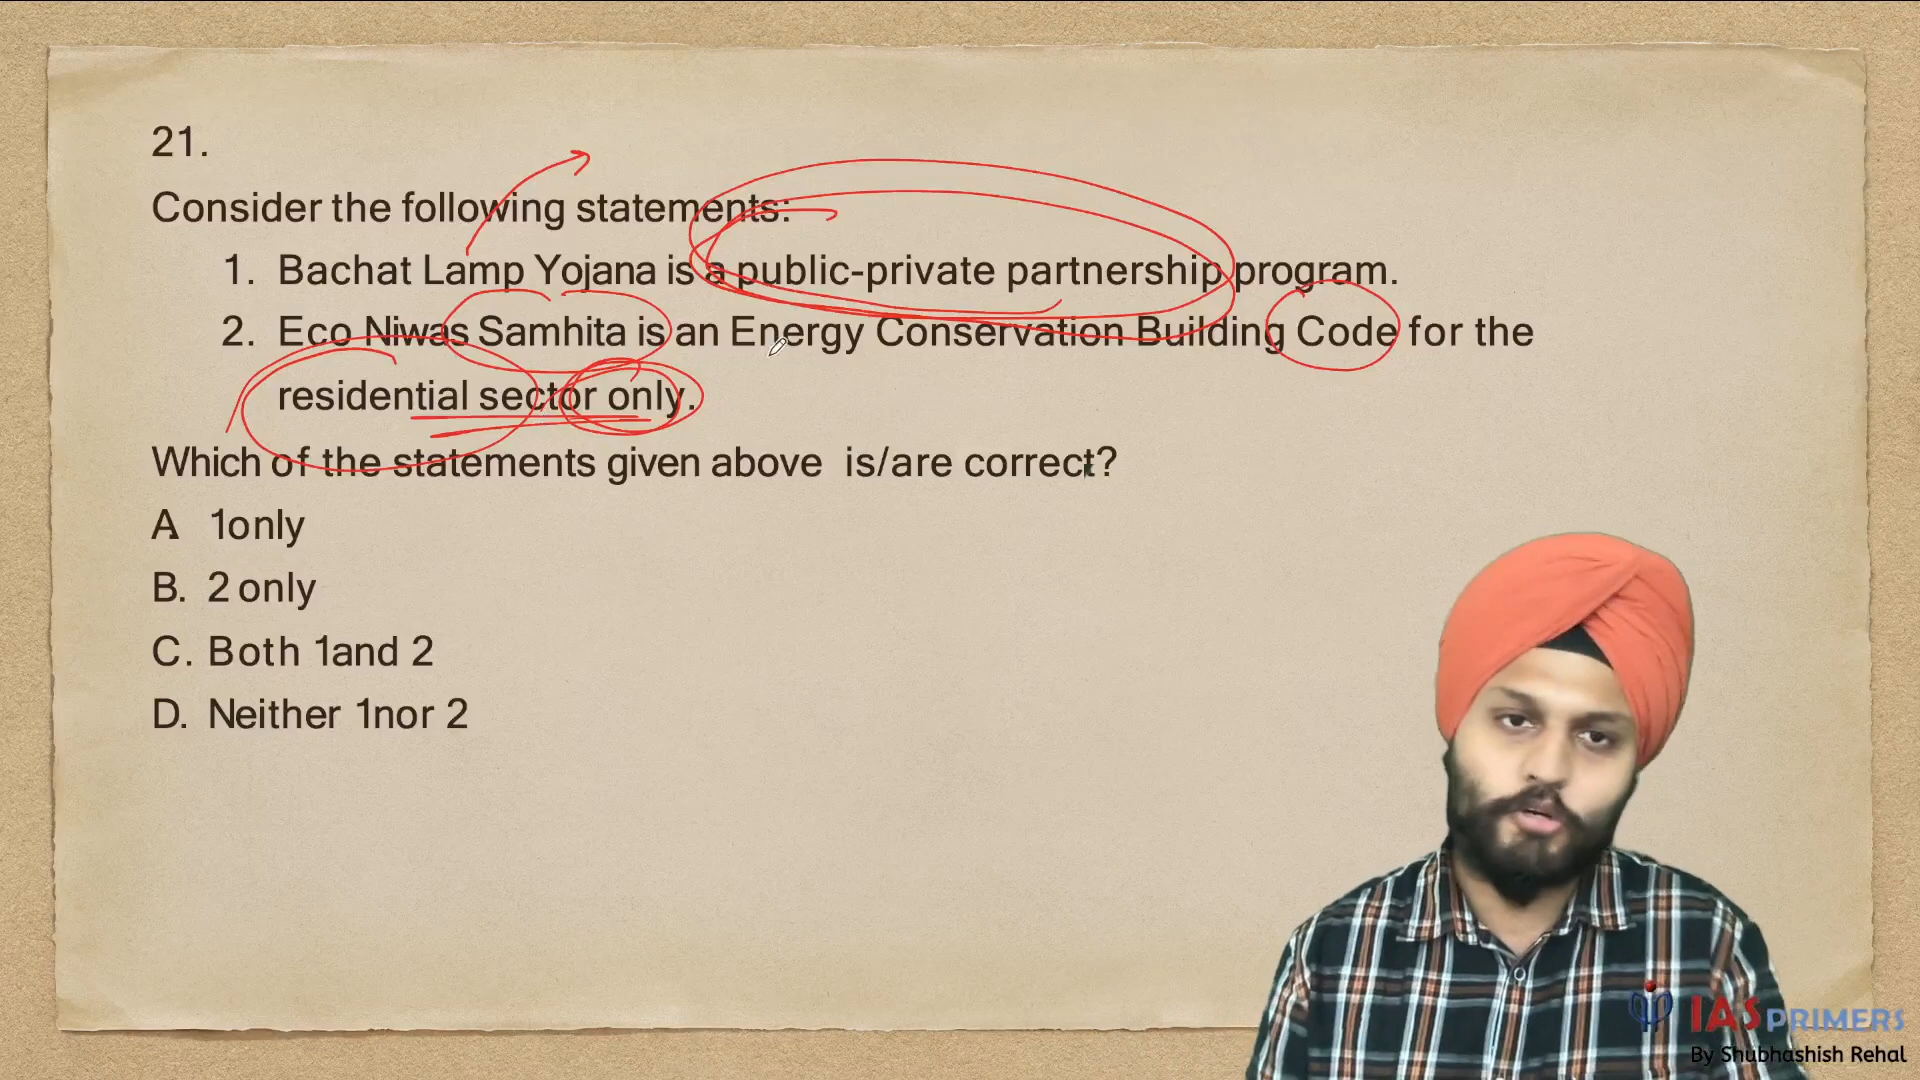 21.
Consider the following statements:
1. Bachat Lamp Yojana is a public-private partnership program.
2. Eco Niwas Samhita is an Energy Conservation Building Code for the
residential sector only.
Which of the statements given above is/are correct?
A. 1only
B. 2 only
C. Both 1and 2
D. Neither 1nor 2
IAS PRIMERS
By Shubhashish Rehal